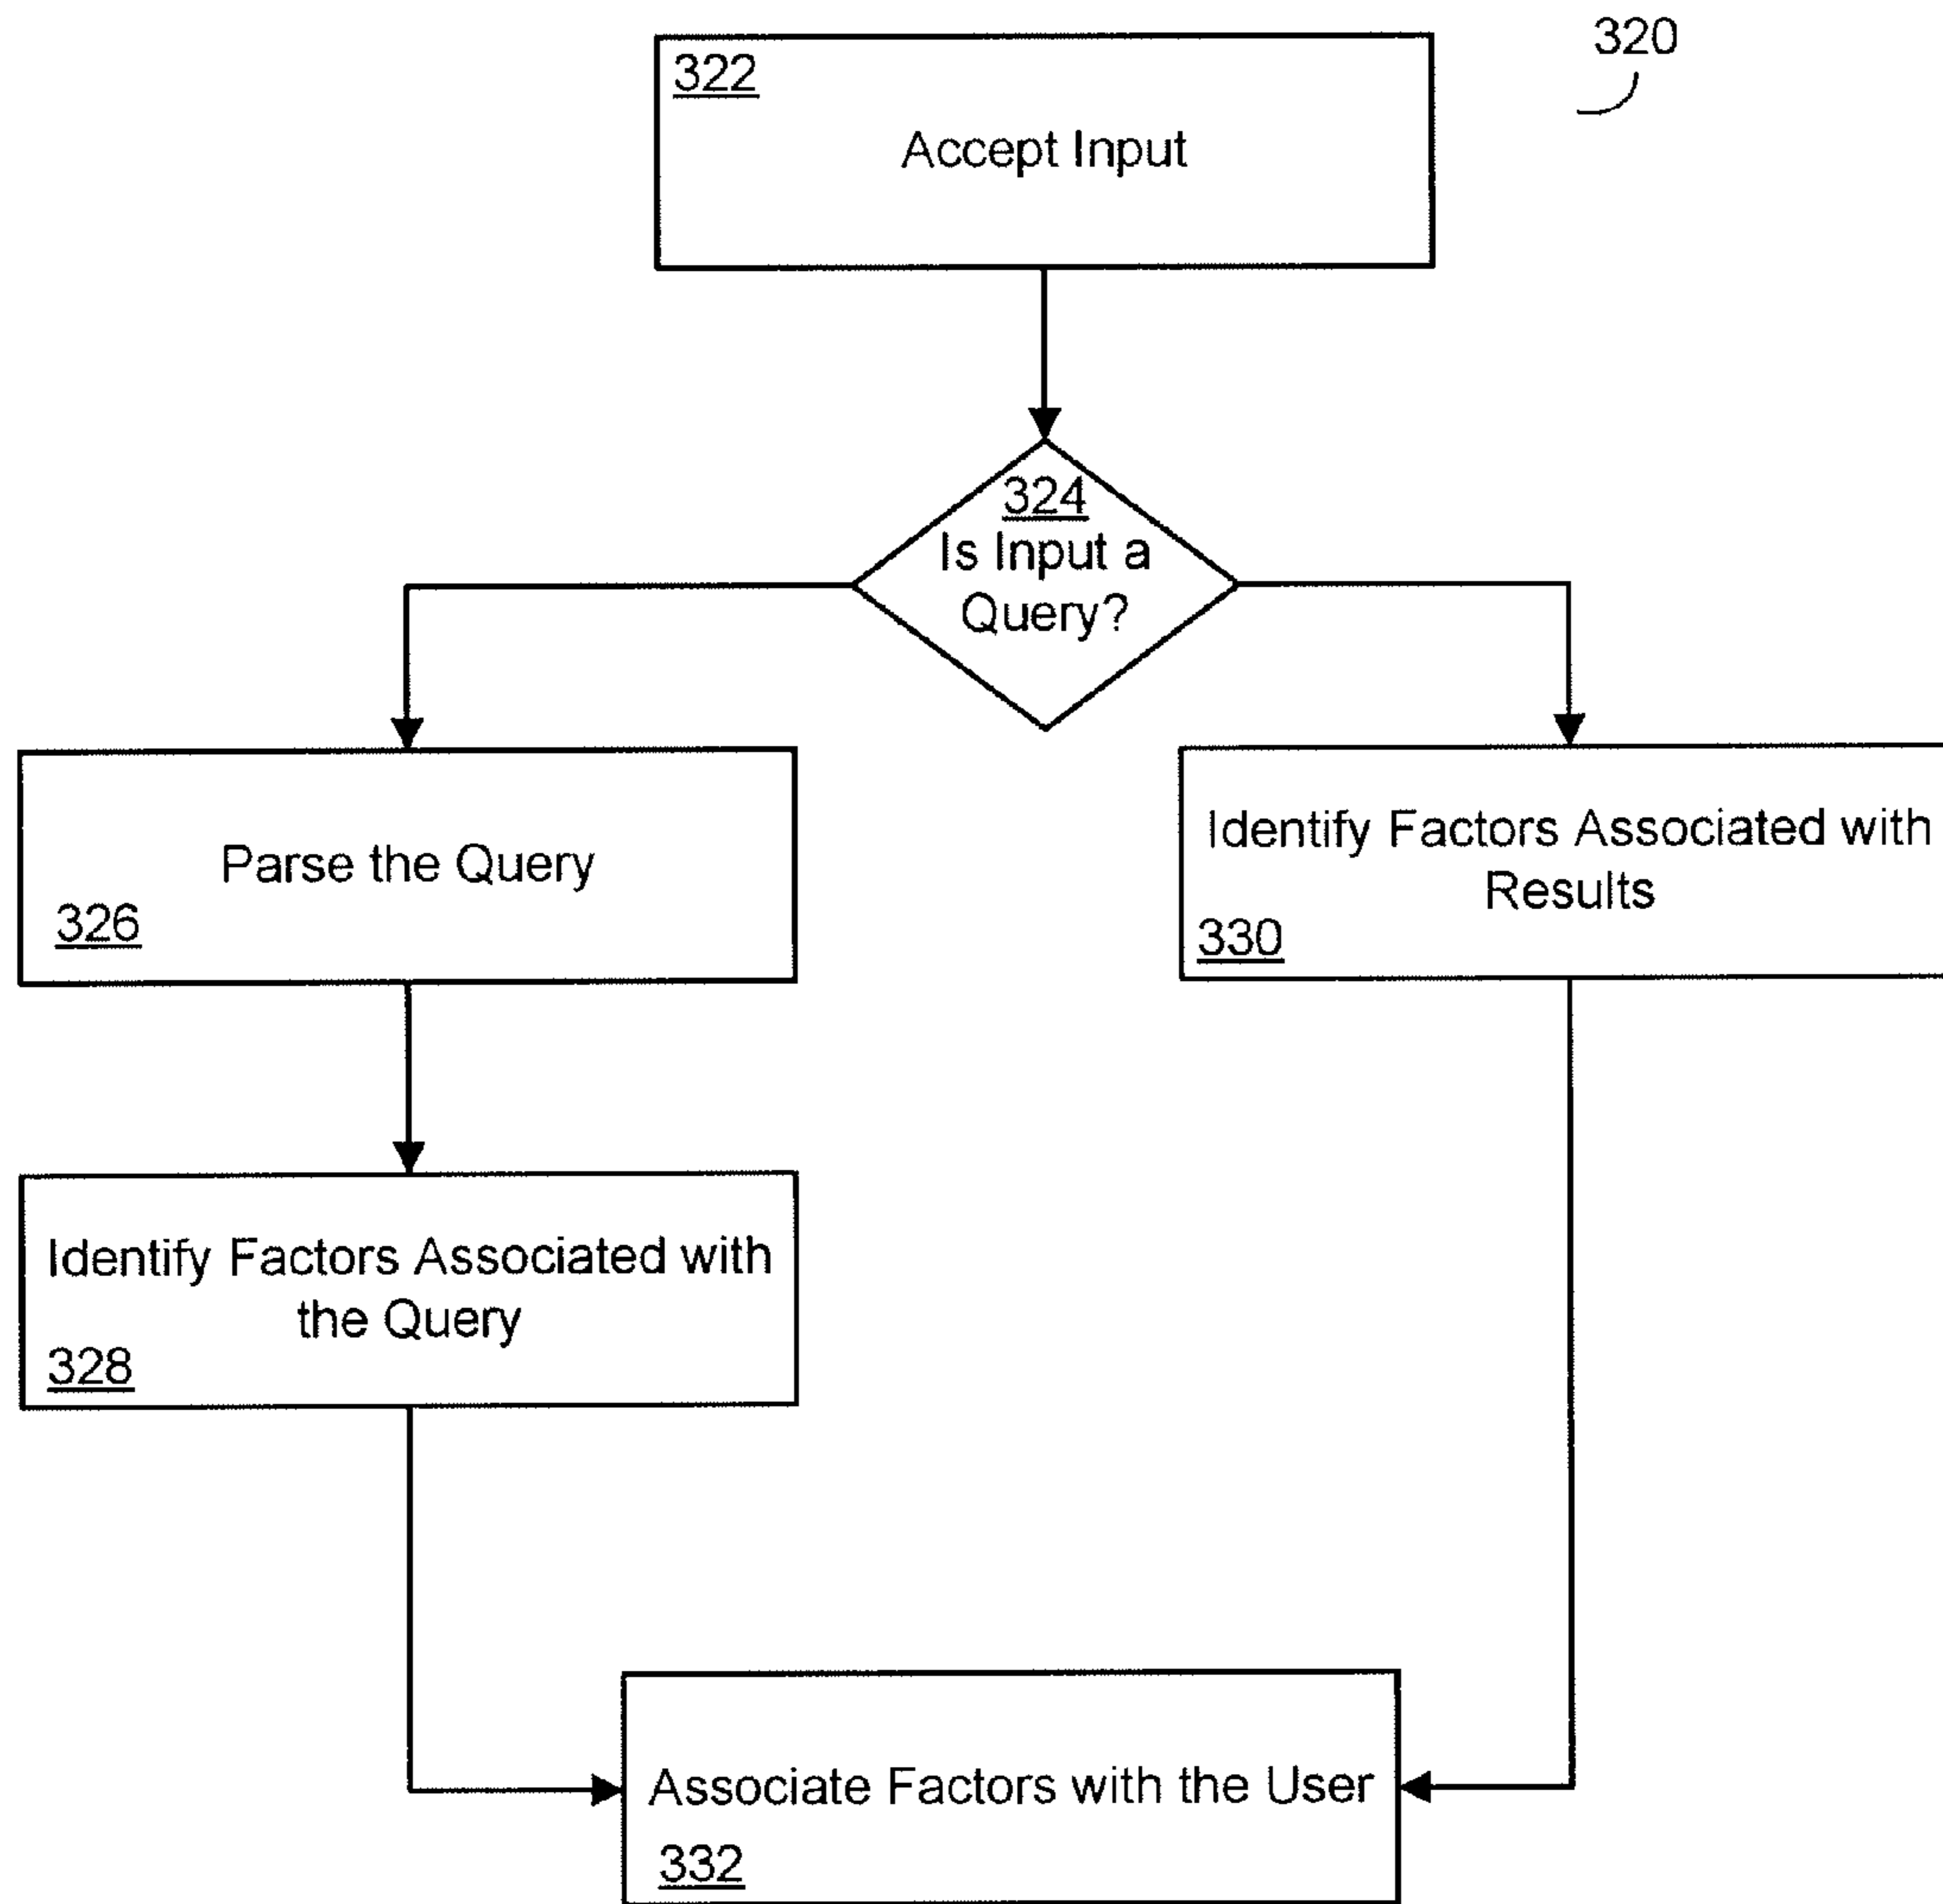 320
322
Accept Input
324
Is Input a
Query?
Parse the Query
326
Identify Factors Associated with
Results
330
Identify Factors Associated with
the Query
328
Associate Factors with the User
332